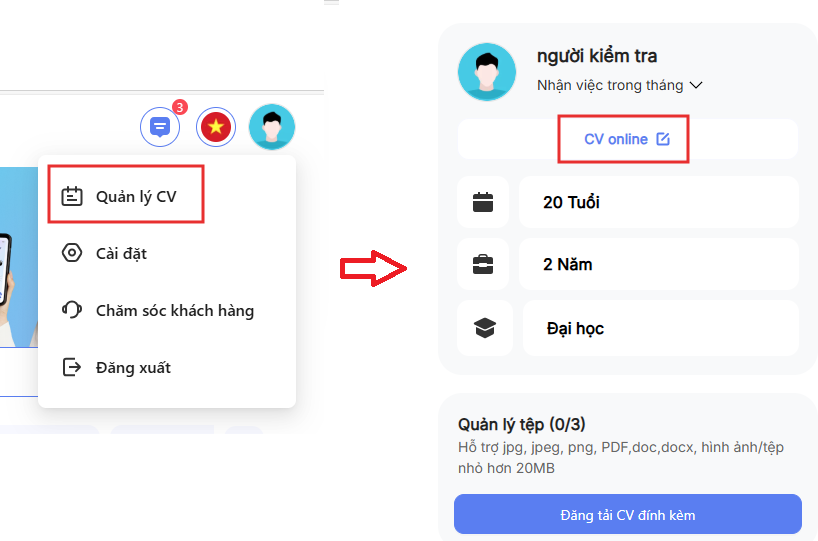 3
Quản lý CV
Cài đặt
Chăm sóc khách hàng
Đăng xuất
người kiểm tra
Nhận việc trong tháng
CV online
20 Tuổi
2 Năm
Đại học
Quản lý tệp (0/3)
Hỗ trợ jpg, jpeg, png, PDF,doc,docx, hình ảnh/tệp
nhỏ hơn 20MB
Đăng tải CV đính kèm